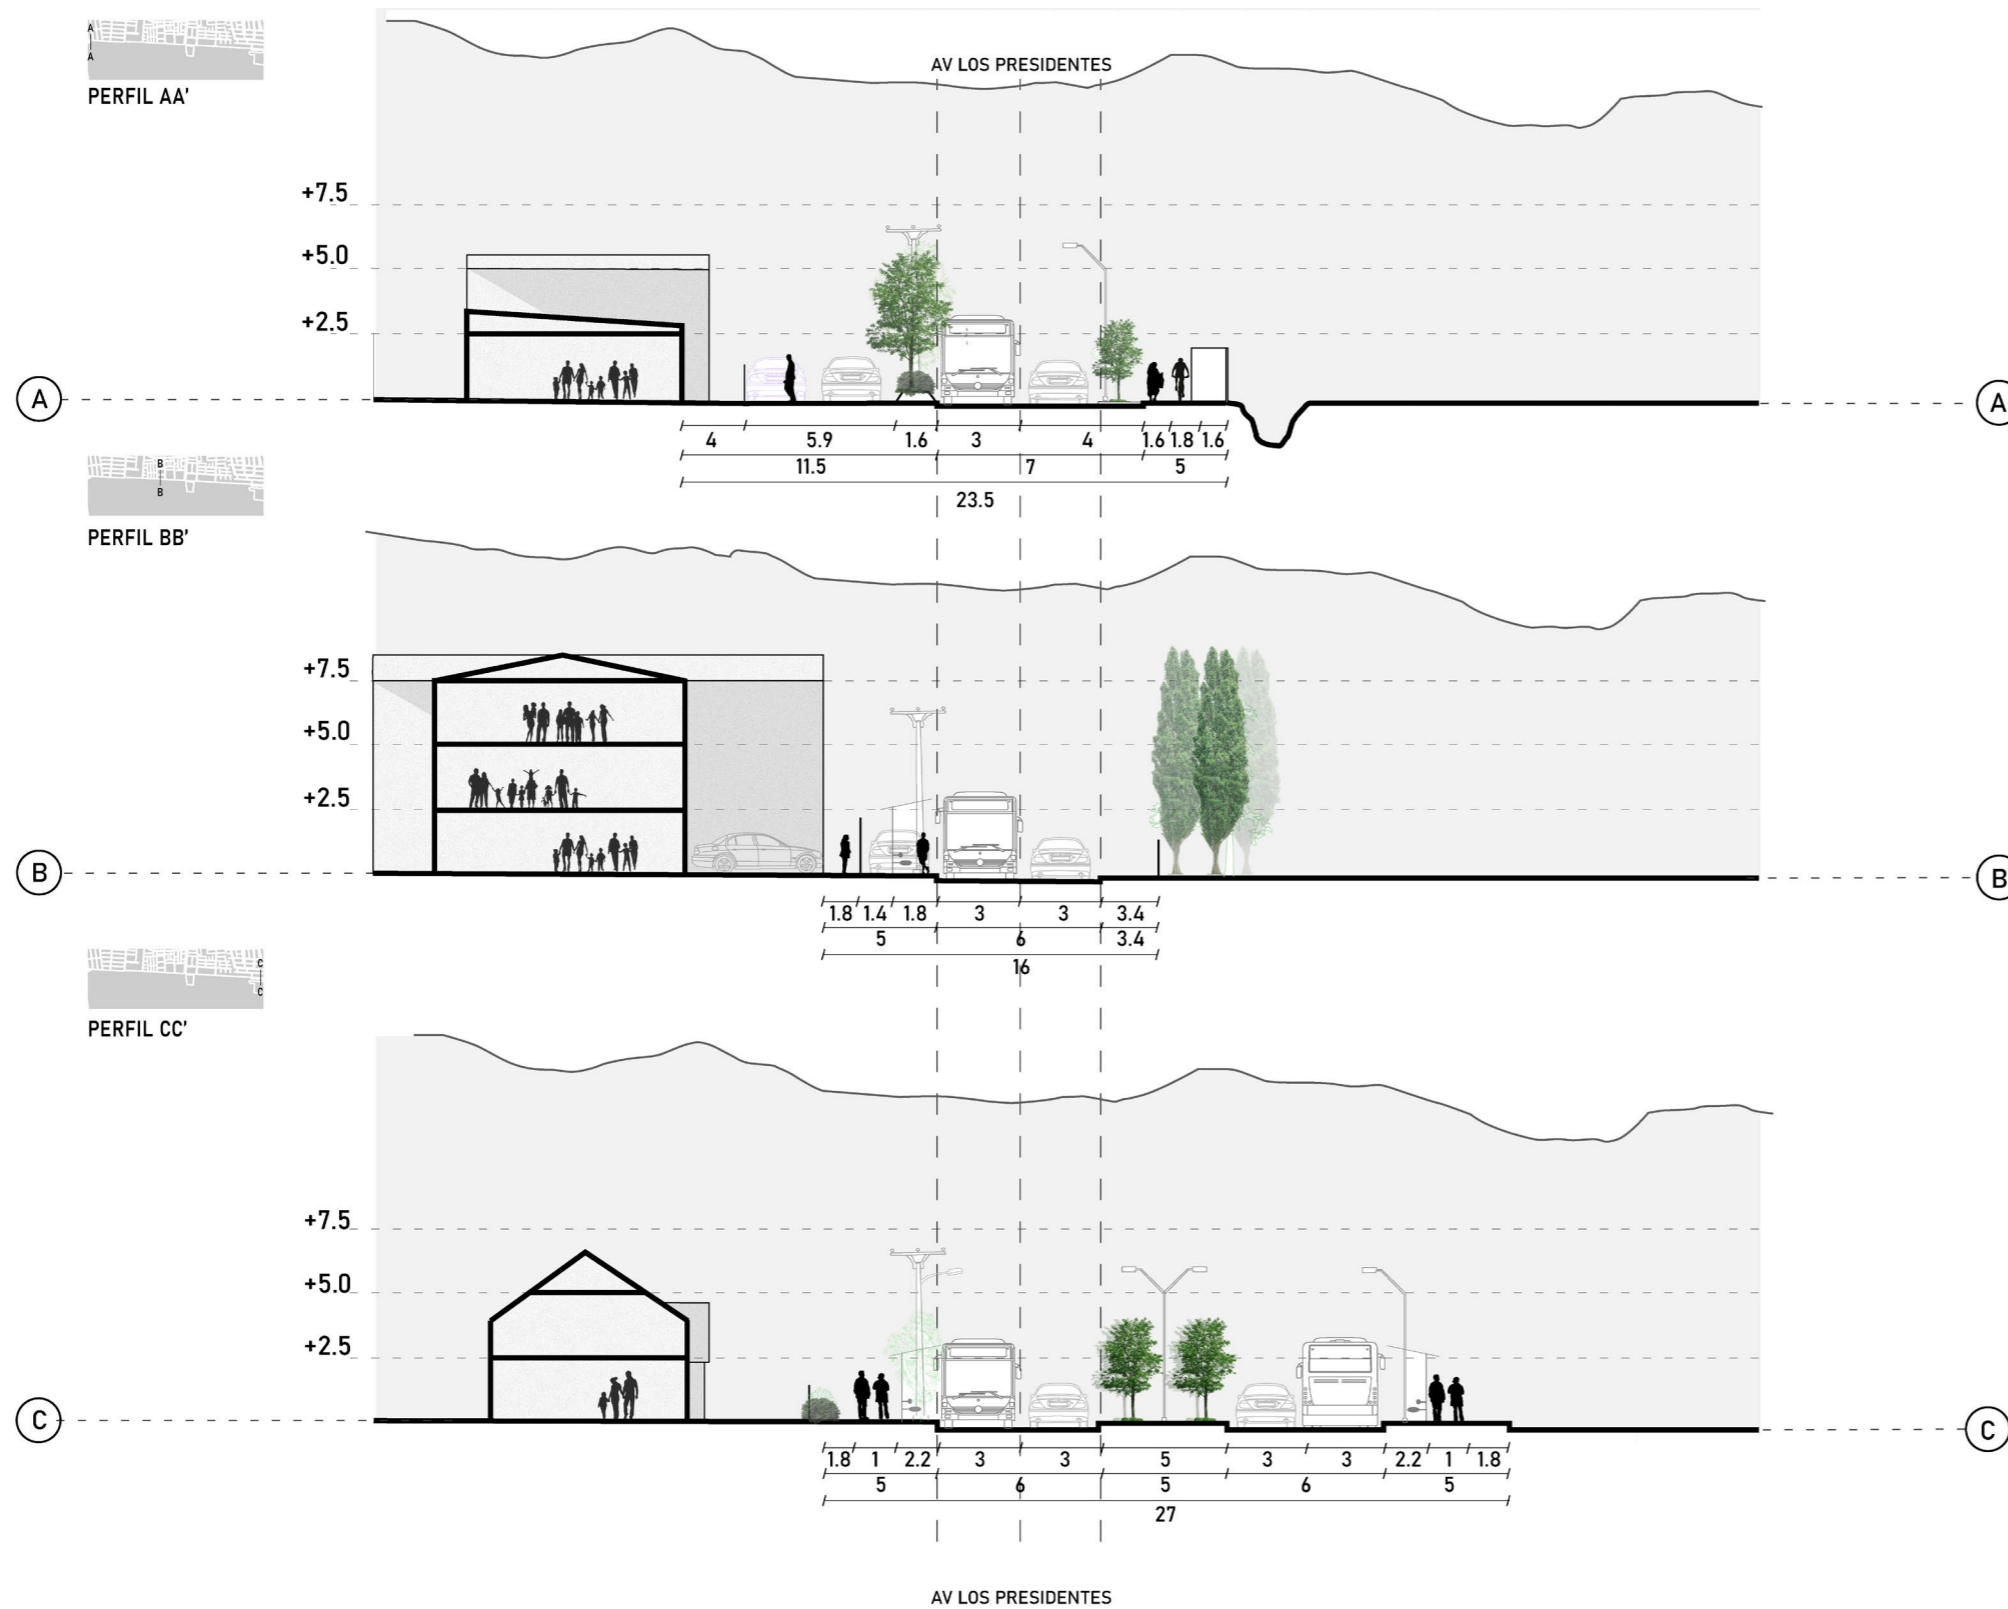 A
A
PERFIL AA'
AV LOS PRESIDENTES
+7.5
+5.0
+2.5
A
A
4 5.9 1.6 3 4 1.6 1.8 1.6
11.5 7 5
23.5
B
B
PERFIL BB'
+7.5
+5.0
+2.5
B
B
1.8 1.4 1.8 3 3 3.4
5 6 3.4
16
C
C
PERFIL CC'
+7.5
+5.0
+2.5
C
C
1.8 1 2.2 3 3 5 3 3 2.2 1 1.8
5 6 5 6 5
27
AV LOS PRESIDENTES